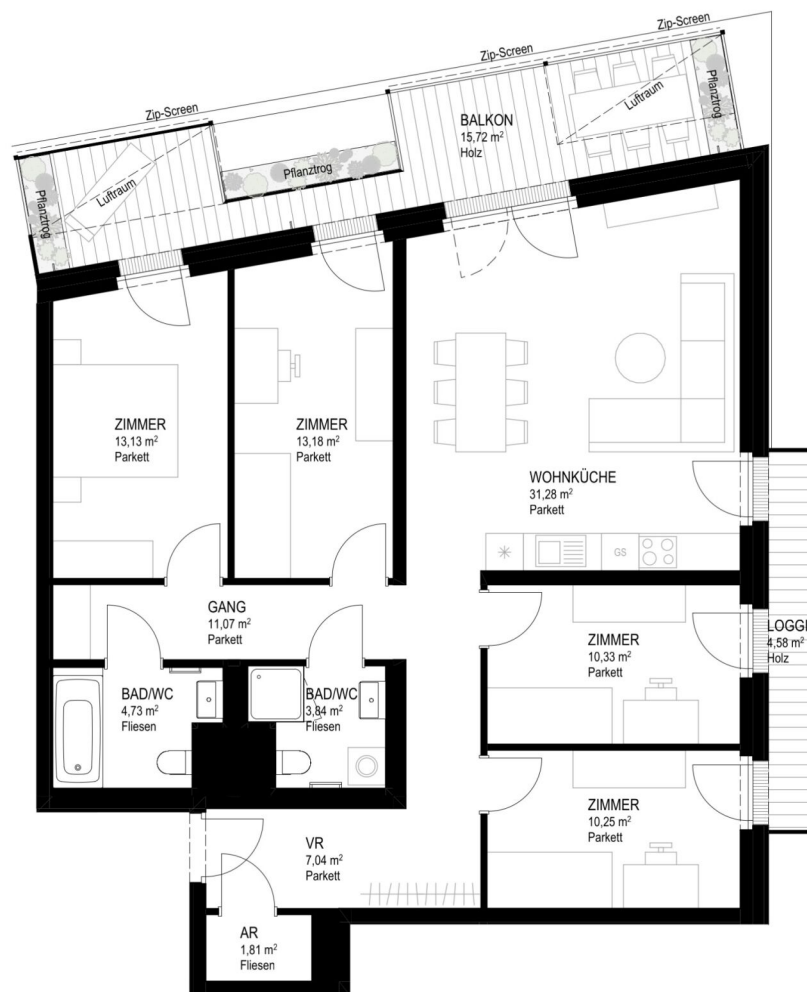 Zip-Screen
Zip-Screen
Zip-Screen
Pflanztrog
Luftraum
BALKON
15,72 m²
Holz
Luftraum
Pflanztrog
Pflanztrog
ZIMMER
13,13 m²
Parkett
ZIMMER
13,18 m²
Parkett
WOHNKÜCHE
31,28 m²
Parkett
GS
GANG
11,07 m²
Parkett
ZIMMER
10,33 m²
Parkett
LOGGI
4,58 m²
Holz
BAD/WC
4,73 m²
Fliesen
BAD/WC
3,84 m²
Fliesen
ZIMMER
10,25 m²
Parkett
VR
7,04 m²
Parkett
AR
1,81 m²
Fliesen